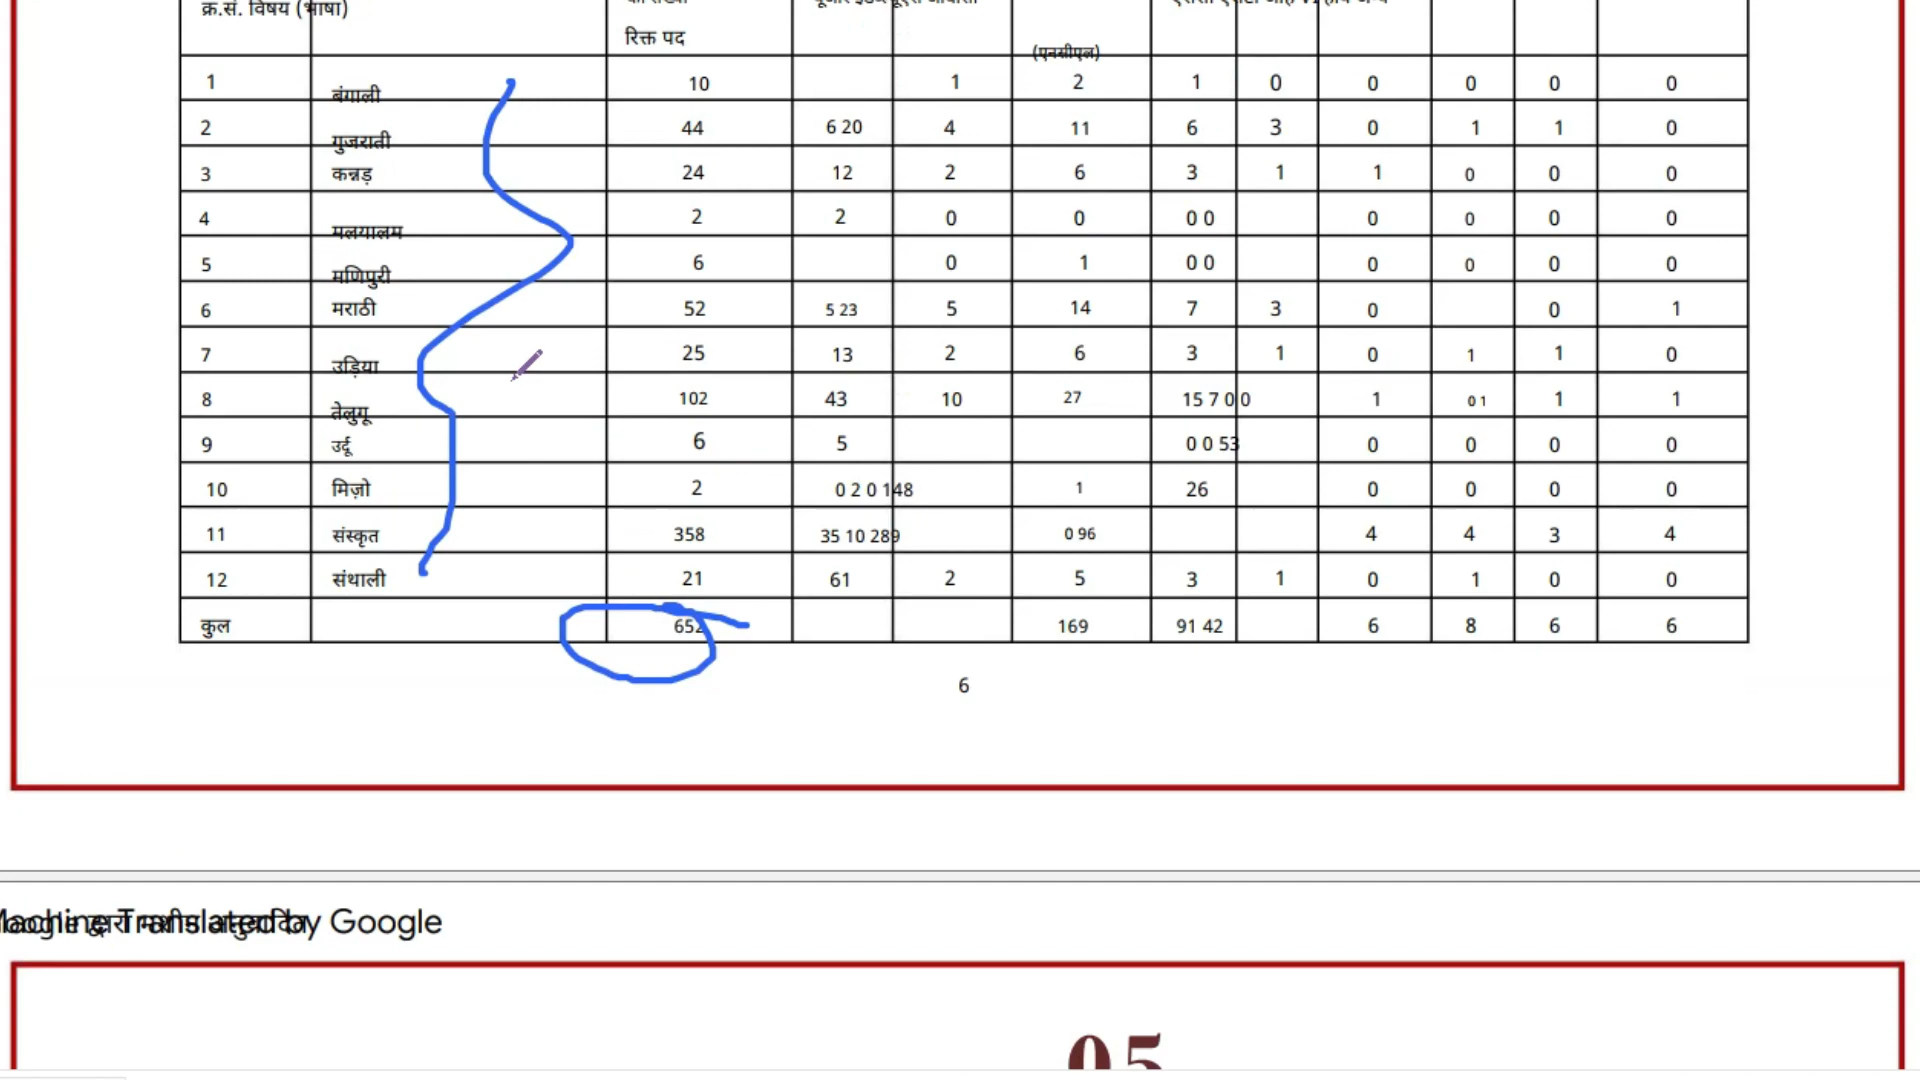 क्र.सं. विषय (भाषा)
रिक्त पद
(एनसीएल)
1 बंगाली 10 1 2 1 0 0 0 0 0
2 गुजराती 44 6 20 4 11 6 3 0 1 1 0
3 कन्नड़ 24 12 2 6 3 1 1 0 0 0
4 मलयालम 2 2 0 0 0 0 0 0 0 0
5 मणिपुरी 6 0 1 0 0 0 0 0 0
6 मराठी 52 5 23 5 14 7 3 0 0 1
7 उड़िया 25 13 2 6 3 1 0 1 1 0
8 तेलुगू 102 43 10 27 15 7 0 0 1 0 1 1 1
9 उर्दू 6 5 0 0 53 0 0 0 0
10 मिज़ो 2 0 2 0 148 1 26 0 0 0 0
11 संस्कृत 358 35 10 289 0 96 4 4 3 4
12 संथाली 21 61 2 5 3 1 0 1 0 0
कुल 652 169 91 42 6 8 6 6
6
Machine Translated by Google
05